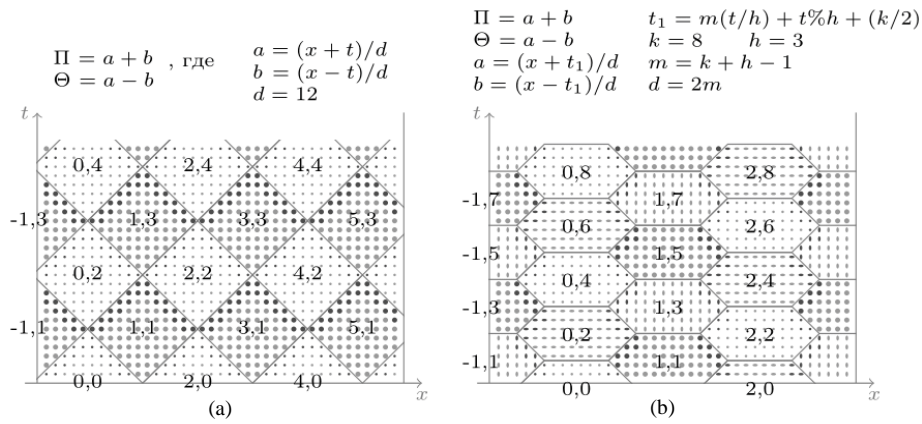 Π = a + b
Θ = a − b
, где
a = (x + t)/d
b = (x − t)/d
d = 12
t
0,4 2,4 4,4
-1,3 1,3 3,3 5,3
0,2 2,2 4,2
-1,1 1,1 3,1 5,1
0,0 2,0 4,0
x
(a)
Π = a + b t₁ = m(t/h) + t%h + (k/2)
Θ = a − b k = 8 h = 3
a = (x + t₁)/d m = k + h − 1
b = (x − t₁)/d d = 2m
t
0,8 2,8
-1,7 1,7
0,6 2,6
-1,5 1,5
0,4 2,4
-1,3 1,3
0,2 2,2
-1,1 1,1
0,0 2,0
x
(b)